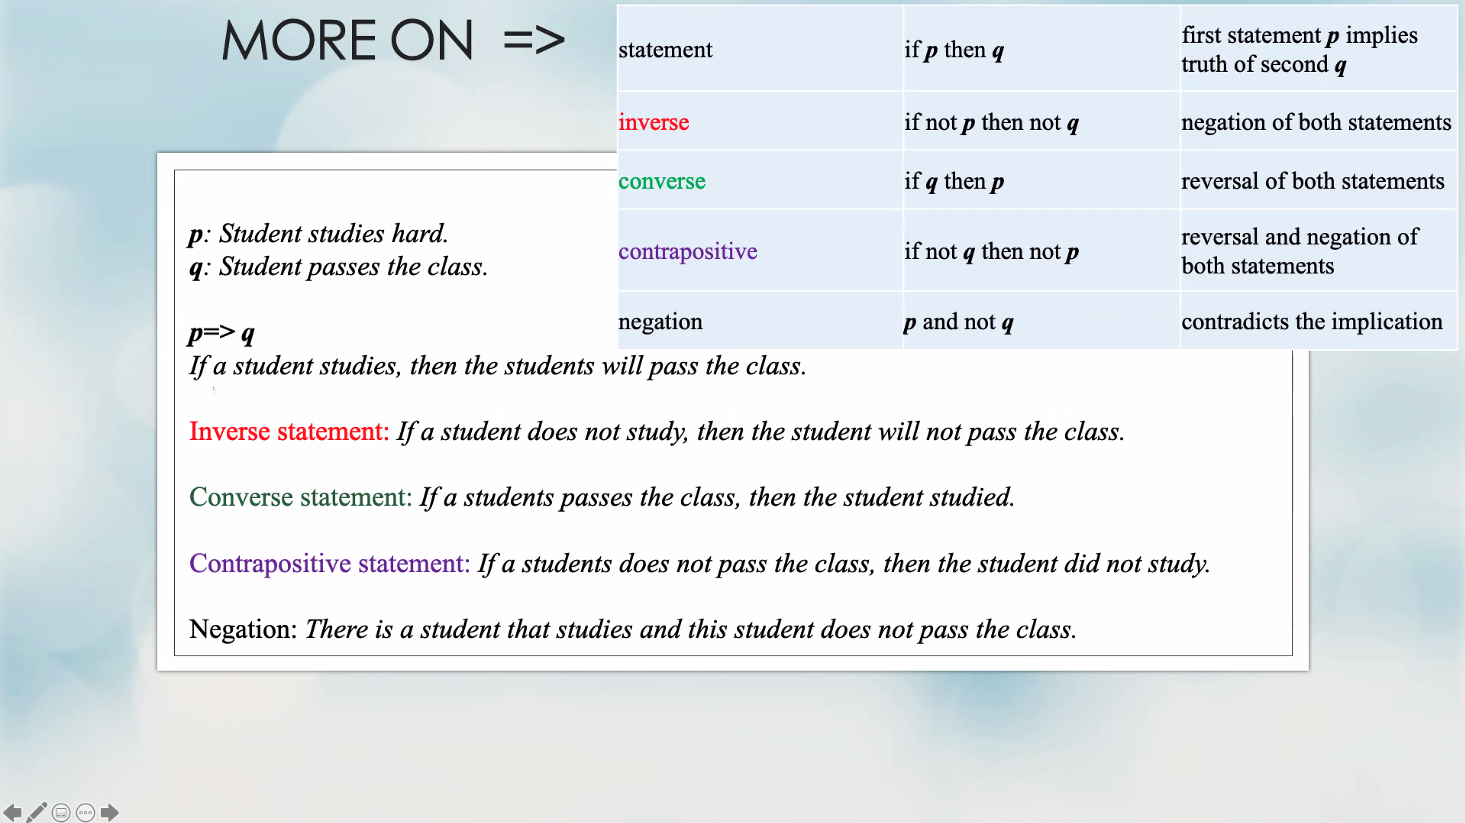 MORE ON =>
statement
if p then q
first statement p implies
truth of second q
inverse
if not p then not q
negation of both statements
converse
if q then p
reversal of both statements
contrapositive
if not q then not p
reversal and negation of
both statements
negation
p and not q
contradicts the implication
p: Student studies hard.
q: Student passes the class.
p=> q
If a student studies, then the students will pass the class.
Inverse statement: If a student does not study, then the student will not pass the class.
Converse statement: If a students passes the class, then the student studied.
Contrapositive statement: If a students does not pass the class, then the student did not study.
Negation: There is a student that studies and this student does not pass the class.